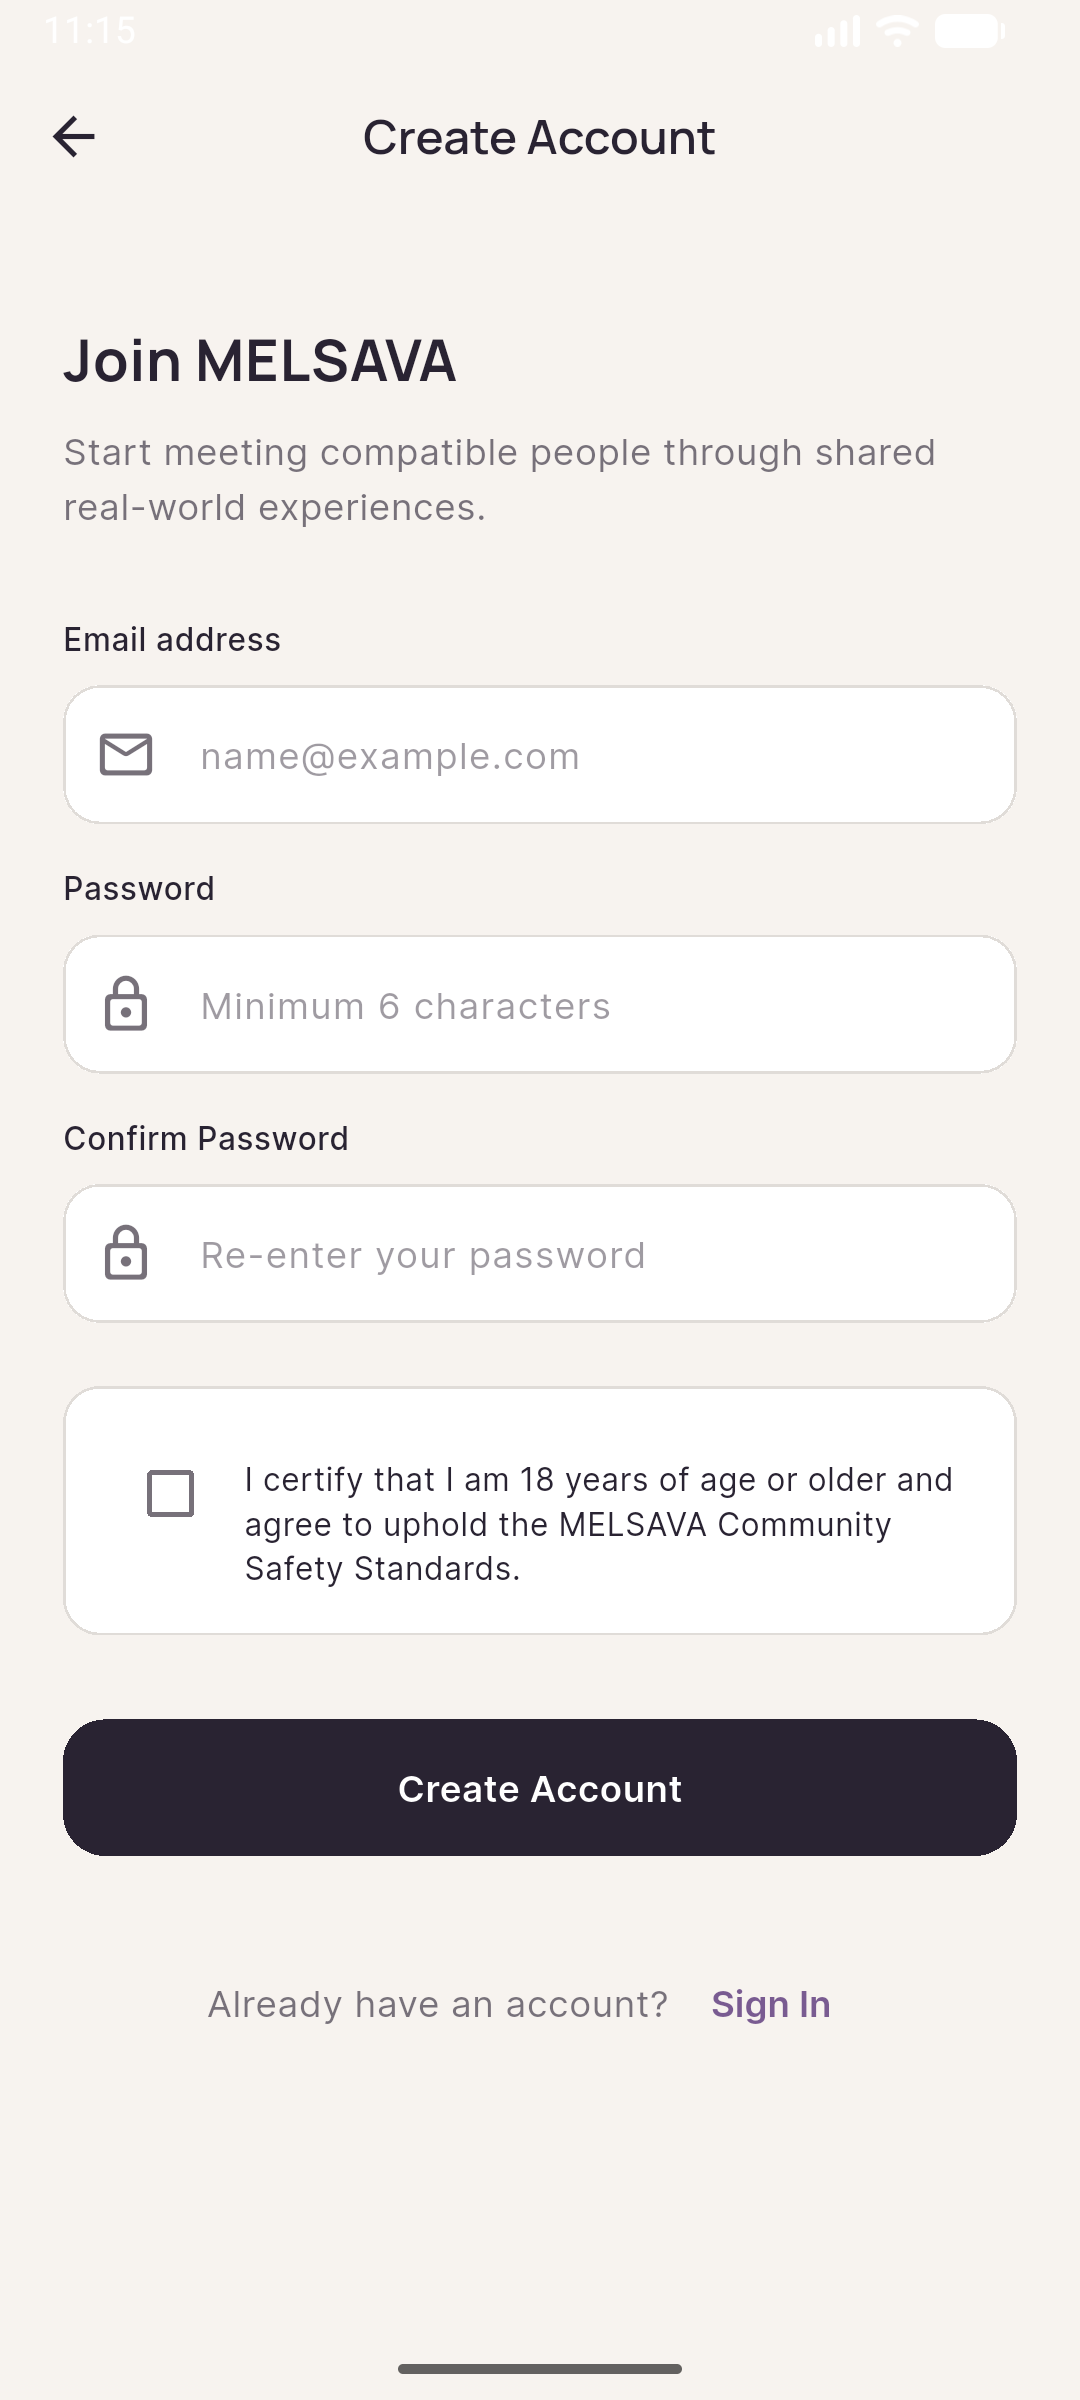 11:15
Create Account
Join MELSAVA
Start meeting compatible people through shared
real-world experiences.
Email address
name@example.com
Password
Minimum 6 characters
Confirm Password
Re-enter your password
I certify that I am 18 years of age or older and
agree to uphold the MELSAVA Community
Safety Standards.
Create Account
Already have an account? Sign In